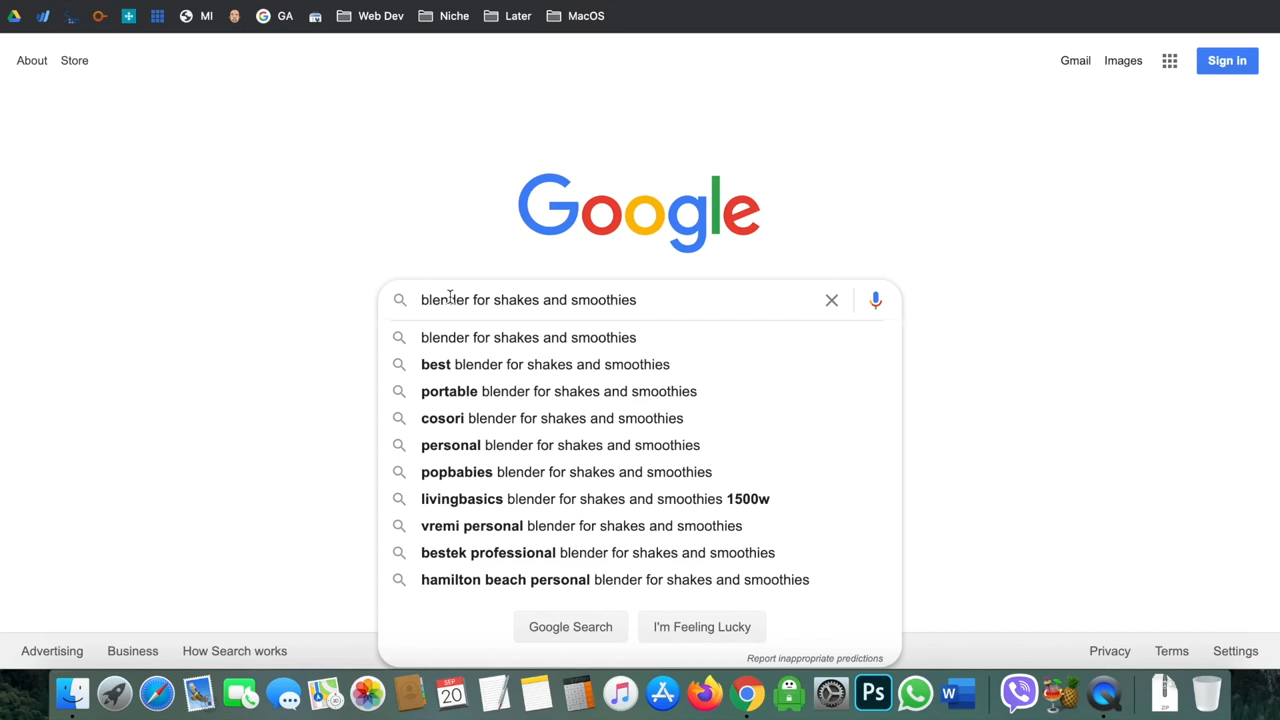 MI
GA
Web Dev
Niche
Later
MacOS
About
Store
Gmail
Images
Sign in
Google
blender for shakes and smoothies
blender for shakes and smoothies
best blender for shakes and smoothies
portable blender for shakes and smoothies
cosori blender for shakes and smoothies
personal blender for shakes and smoothies
popbabies blender for shakes and smoothies
livingbasics blender for shakes and smoothies 1500w
vremi personal blender for shakes and smoothies
bestek professional blender for shakes and smoothies
hamilton beach personal blender for shakes and smoothies
Google Search
I'm Feeling Lucky
Report inappropriate predictions
Advertising
Business
How Search works
Privacy
Terms
Settings
SEP
20
Ps
W
ZIP